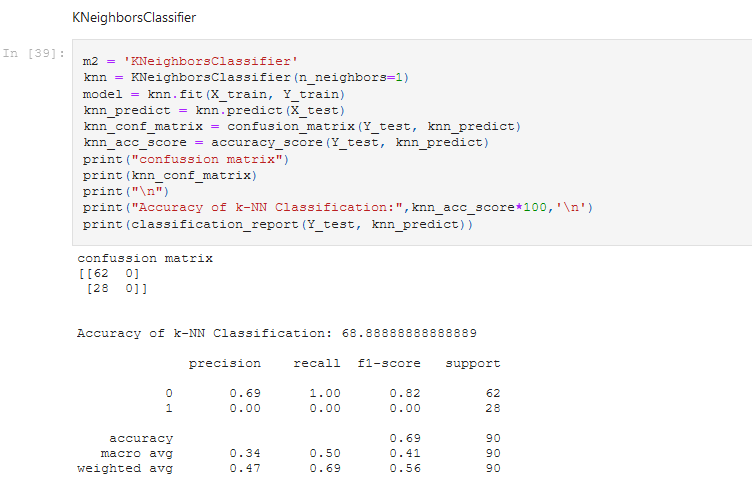 KNeighborsClassifier
In [39]:
m2 = 'KNeighborsClassifier'
knn = KNeighborsClassifier(n_neighbors=1)
model = knn.fit(X_train, Y_train)
knn_predict = knn.predict(X_test)
knn_conf_matrix = confusion_matrix(Y_test, knn_predict)
knn_acc_score = accuracy_score(Y_test, knn_predict)
print("confussion matrix")
print(knn_conf_matrix)
print("\n")
print("Accuracy of k-NN Classification:",knn_acc_score*100,'\n')
print(classification_report(Y_test, knn_predict))
confussion matrix
[[62  0]
 [28  0]]
Accuracy of k-NN Classification: 68.88888888888889
precision    recall  f1-score   support
0       0.69      1.00      0.82        62
1       0.00      0.00      0.00        28
accuracy                           0.69        90
macro avg       0.34      0.50      0.41        90
weighted avg       0.47      0.69      0.56        90